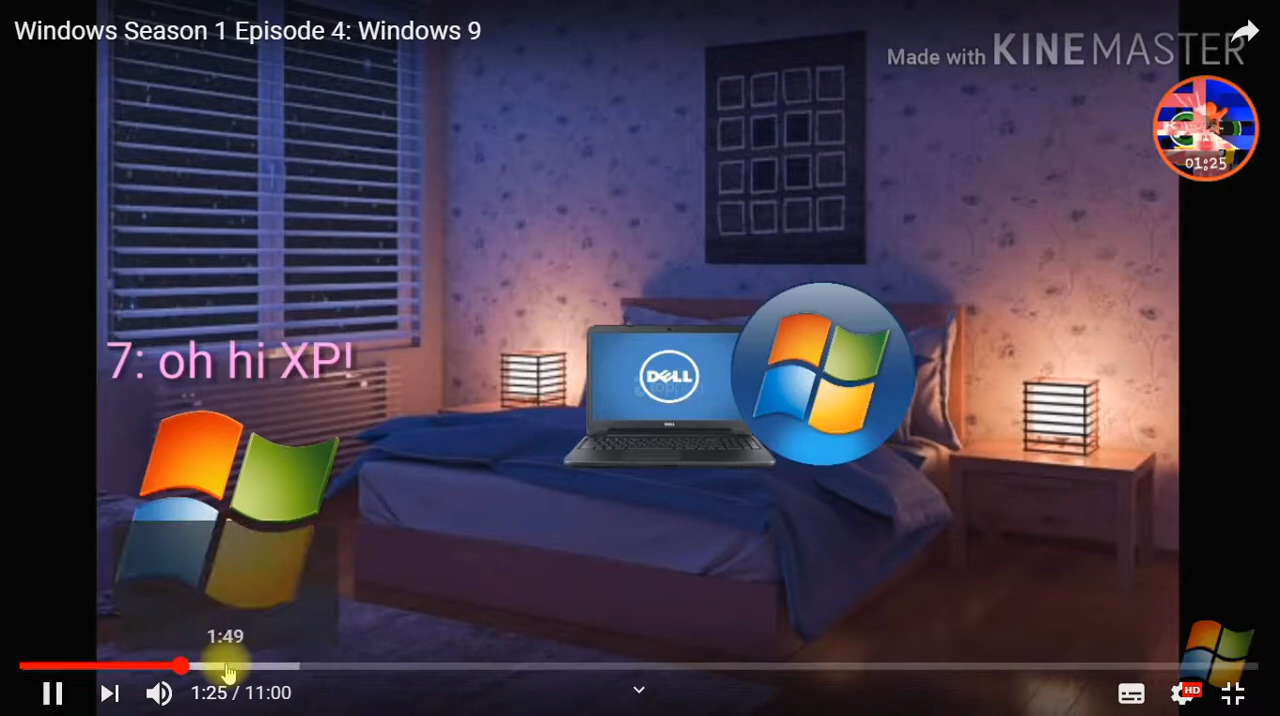 Windows Season 1 Episode 4: Windows 9
Made with KINEMASTER
01:25
7: oh hi XP!
DELL
DELL
1:49
1:25 / 11:00
HD